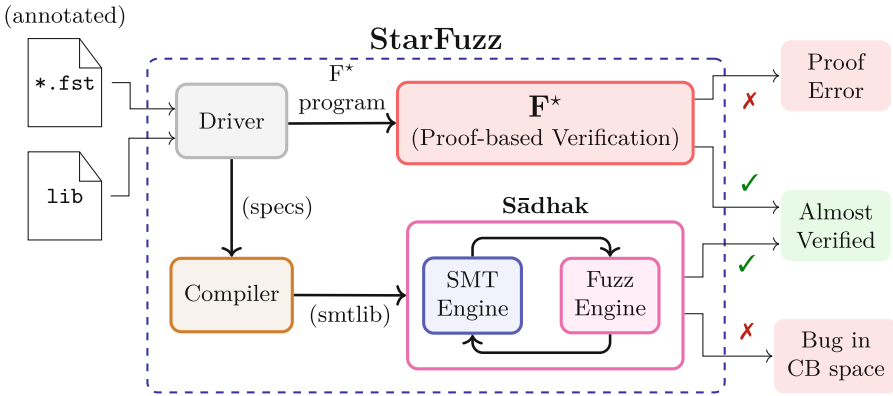 (annotated)
*.fst
lib
StarFuzz
Driver
F⋆
program
F⋆
(Proof-based Verification)
✗
Proof
Error
✓
Almost
Verified
✓
(specs)
Compiler
(smtlib)
Sādhak
SMT
Engine
Fuzz
Engine
✗
Bug in
CB space